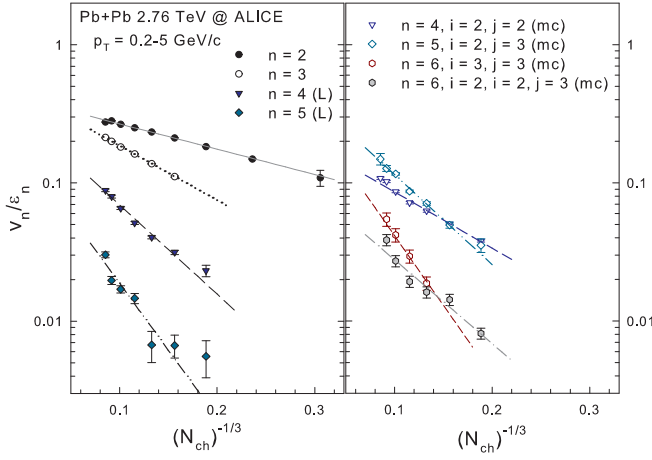 Pb+Pb 2.76 TeV @ ALICE
p_T = 0.2-5 GeV/c
n = 2
n = 3
n = 4 (L)
n = 5 (L)
n = 4, i = 2, j = 2 (mc)
n = 5, i = 2, j = 3 (mc)
n = 6, i = 3, j = 3 (mc)
n = 6, i = 2, i = 2, j = 3 (mc)
v_n/ε_n
1
0.1
0.01
1
0.1
0.01
0.1 0.2 0.3
0.1 0.2 0.3
(N_ch)^-1/3
(N_ch)^-1/3